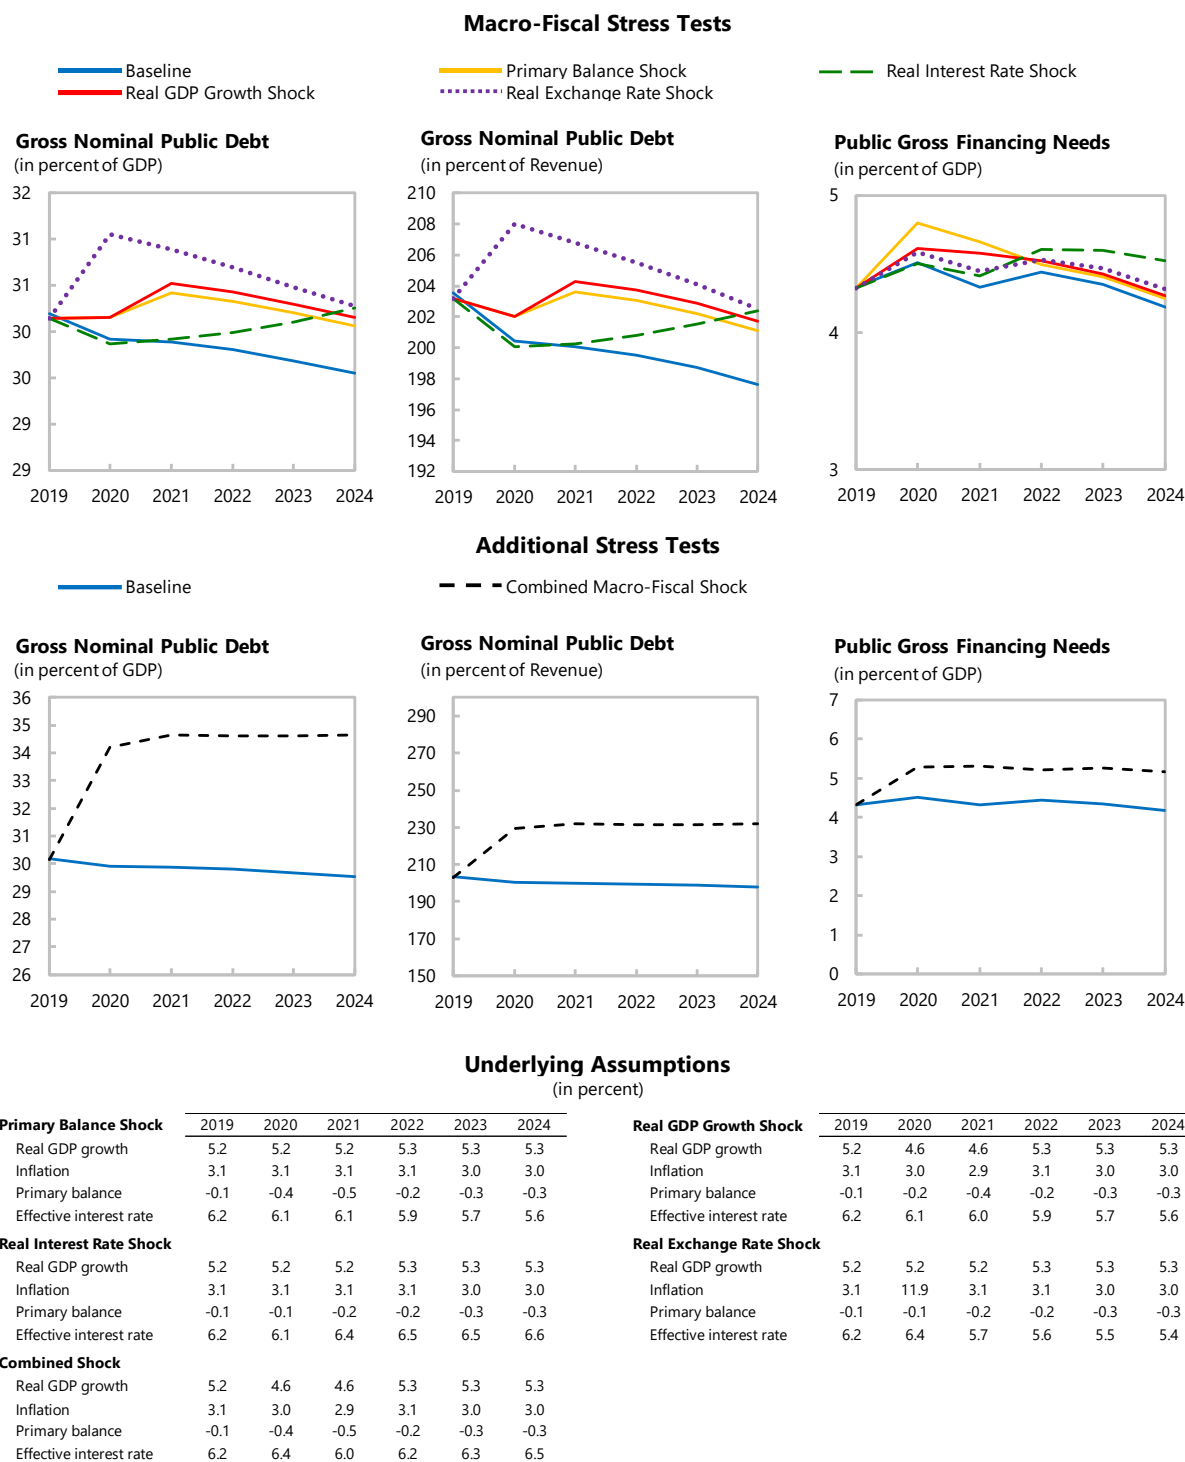 Macro-Fiscal Stress Tests
Baseline
Primary Balance Shock
Real Interest Rate Shock
Real GDP Growth Shock
Real Exchange Rate Shock
Gross Nominal Public Debt
(in percent of GDP)
32
31
31
30
30
29
29
2019 2020 2021 2022 2023 2024
Gross Nominal Public Debt
(in percent of Revenue)
210
208
206
204
202
200
198
196
194
192
2019 2020 2021 2022 2023 2024
Public Gross Financing Needs
(in percent of GDP)
5
4
3
2019 2020 2021 2022 2023 2024
Additional Stress Tests
Baseline
Combined Macro-Fiscal Shock
Gross Nominal Public Debt
(in percent of GDP)
36
35
34
33
32
31
30
29
28
27
26
2019 2020 2021 2022 2023 2024
Gross Nominal Public Debt
(in percent of Revenue)
290
270
250
230
210
190
170
150
2019 2020 2021 2022 2023 2024
Public Gross Financing Needs
(in percent of GDP)
7
6
5
4
3
2
1
0
2019 2020 2021 2022 2023 2024
Underlying Assumptions
(in percent)
Primary Balance Shock 2019 2020 2021 2022 2023 2024
Real GDP growth 5.2 5.2 5.2 5.3 5.3 5.3
Inflation 3.1 3.1 3.1 3.1 3.0 3.0
Primary balance -0.1 -0.4 -0.5 -0.2 -0.3 -0.3
Effective interest rate 6.2 6.1 6.1 5.9 5.7 5.6
Real Interest Rate Shock
Real GDP growth 5.2 5.2 5.2 5.3 5.3 5.3
Inflation 3.1 3.1 3.1 3.1 3.0 3.0
Primary balance -0.1 -0.1 -0.2 -0.2 -0.3 -0.3
Effective interest rate 6.2 6.1 6.4 6.5 6.5 6.6
Combined Shock
Real GDP growth 5.2 4.6 4.6 5.3 5.3 5.3
Inflation 3.1 3.0 2.9 3.1 3.0 3.0
Primary balance -0.1 -0.4 -0.5 -0.2 -0.3 -0.3
Effective interest rate 6.2 6.4 6.0 6.2 6.3 6.5
Real GDP Growth Shock 2019 2020 2021 2022 2023 2024
Real GDP growth 5.2 4.6 4.6 5.3 5.3 5.3
Inflation 3.1 3.0 2.9 3.1 3.0 3.0
Primary balance -0.1 -0.2 -0.4 -0.2 -0.3 -0.3
Effective interest rate 6.2 6.1 6.0 5.9 5.7 5.6
Real Exchange Rate Shock
Real GDP growth 5.2 5.2 5.2 5.3 5.3 5.3
Inflation 3.1 11.9 3.1 3.1 3.0 3.0
Primary balance -0.1 -0.1 -0.2 -0.2 -0.3 -0.3
Effective interest rate 6.2 6.4 5.7 5.6 5.5 5.4